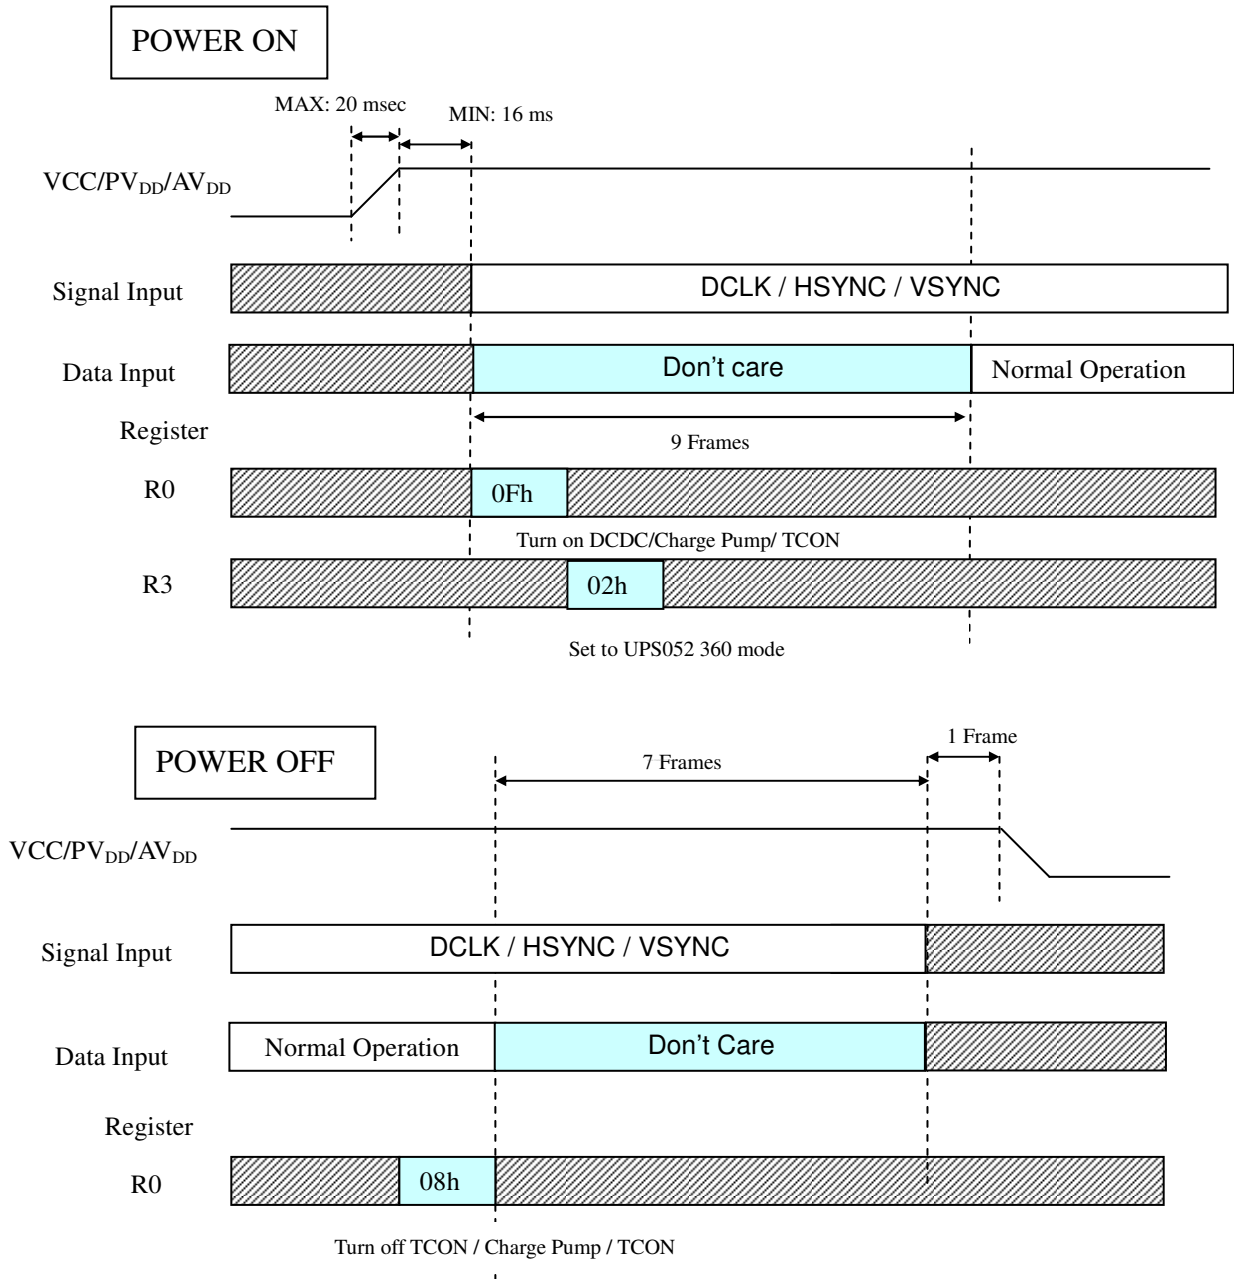 POWER ON
MAX: 20 msec
MIN: 16 ms
VCC/PVDD/AVDD
Signal Input
DCLK / HSYNC / VSYNC
Data Input
Don't care
Normal Operation
Register
9 Frames
R0
0Fh
Turn on DCDC/Charge Pump/ TCON
R3
02h
Set to UPS052 360 mode
POWER OFF
7 Frames
1 Frame
VCC/PVDD/AVDD
Signal Input
DCLK / HSYNC / VSYNC
Data Input
Normal Operation
Don't Care
Register
R0
08h
Turn off TCON / Charge Pump / TCON